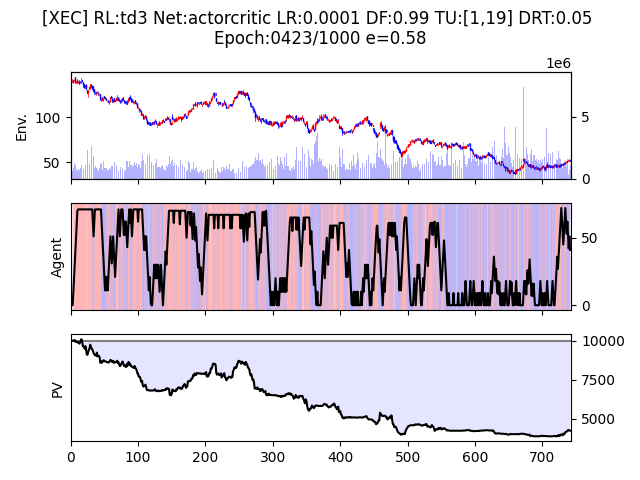 [XEC] RL:td3 Net:actorcritic LR:0.0001 DF:0.99 TU:[1,19] DRT:0.05
Epoch:0423/1000 e=0.58
1e6
Env.
100
50
5
0
Agent
50
0
PV
10000
7500
5000
0 100 200 300 400 500 600 700